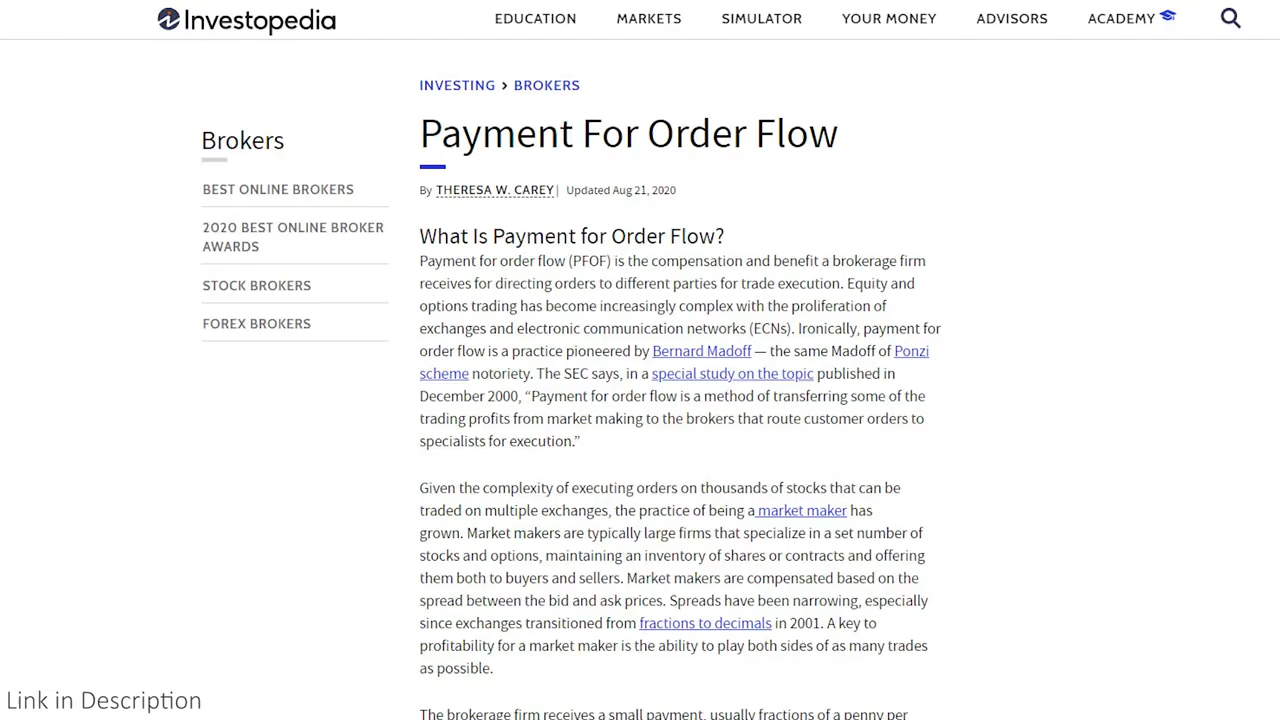 Investopedia
EDUCATION MARKETS SIMULATOR YOUR MONEY ADVISORS ACADEMY
INVESTING > BROKERS
Brokers
BEST ONLINE BROKERS
2020 BEST ONLINE BROKER
AWARDS
STOCK BROKERS
FOREX BROKERS
Payment For Order Flow
By THERESA W. CAREY | Updated Aug 21, 2020
What Is Payment for Order Flow?
Payment for order flow (PFOF) is the compensation and benefit a brokerage firm
receives for directing orders to different parties for trade execution. Equity and
options trading has become increasingly complex with the proliferation of
exchanges and electronic communication networks (ECNs). Ironically, payment for
order flow is a practice pioneered by Bernard Madoff — the same Madoff of Ponzi
scheme notoriety. The SEC says, in a special study on the topic published in
December 2000, “Payment for order flow is a method of transferring some of the
trading profits from market making to the brokers that route customer orders to
specialists for execution.”
Given the complexity of executing orders on thousands of stocks that can be
traded on multiple exchanges, the practice of being a market maker has
grown. Market makers are typically large firms that specialize in a set number of
stocks and options, maintaining an inventory of shares or contracts and offering
them both to buyers and sellers. Market makers are compensated based on the
spread between the bid and ask prices. Spreads have been narrowing, especially
since exchanges transitioned from fractions to decimals in 2001. A key to
profitability for a market maker is the ability to play both sides of as many trades
as possible.
The brokerage firm receives a small payment, usually fractions of a penny per
Link in Description